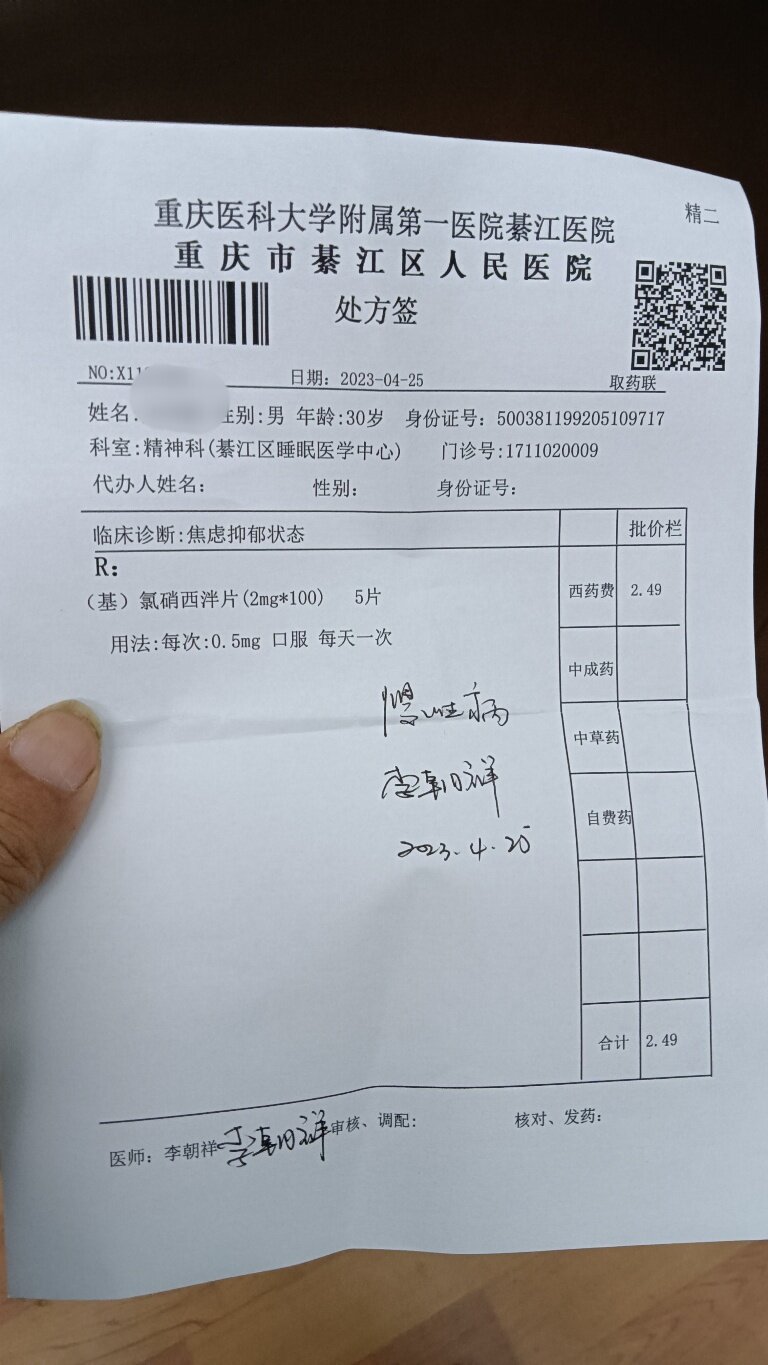 精二
重庆医科大学附属第一医院綦江医院
重庆市綦江区人民医院
处方签
NO:X11 日期: 2023-04-25 取药联
姓名: 性别:男 年龄:30岁 身份证号: 500381199205109717
科室:精神科(綦江区睡眠医学中心) 门诊号:1711020009
代办人姓名: 性别: 身份证号:
临床诊断:焦虑抑郁状态 批价栏
R:
(基) 氯硝西泮片(2mg*100) 5片 西药费 2.49
用法:每次:0.5mg 口服 每天一次
中成药
慢性病
中草药
李朝祥
自费药
2023.4.25
合计 2.49
医师: 李朝祥 李朝祥 审核、调配: 核对、发药: